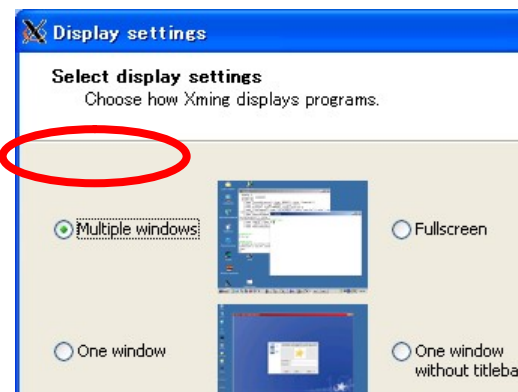 Display settings
Select display settings
Choose how Xming displays programs.
Multiple windows
Fullscreen
One window
One window
without titleba